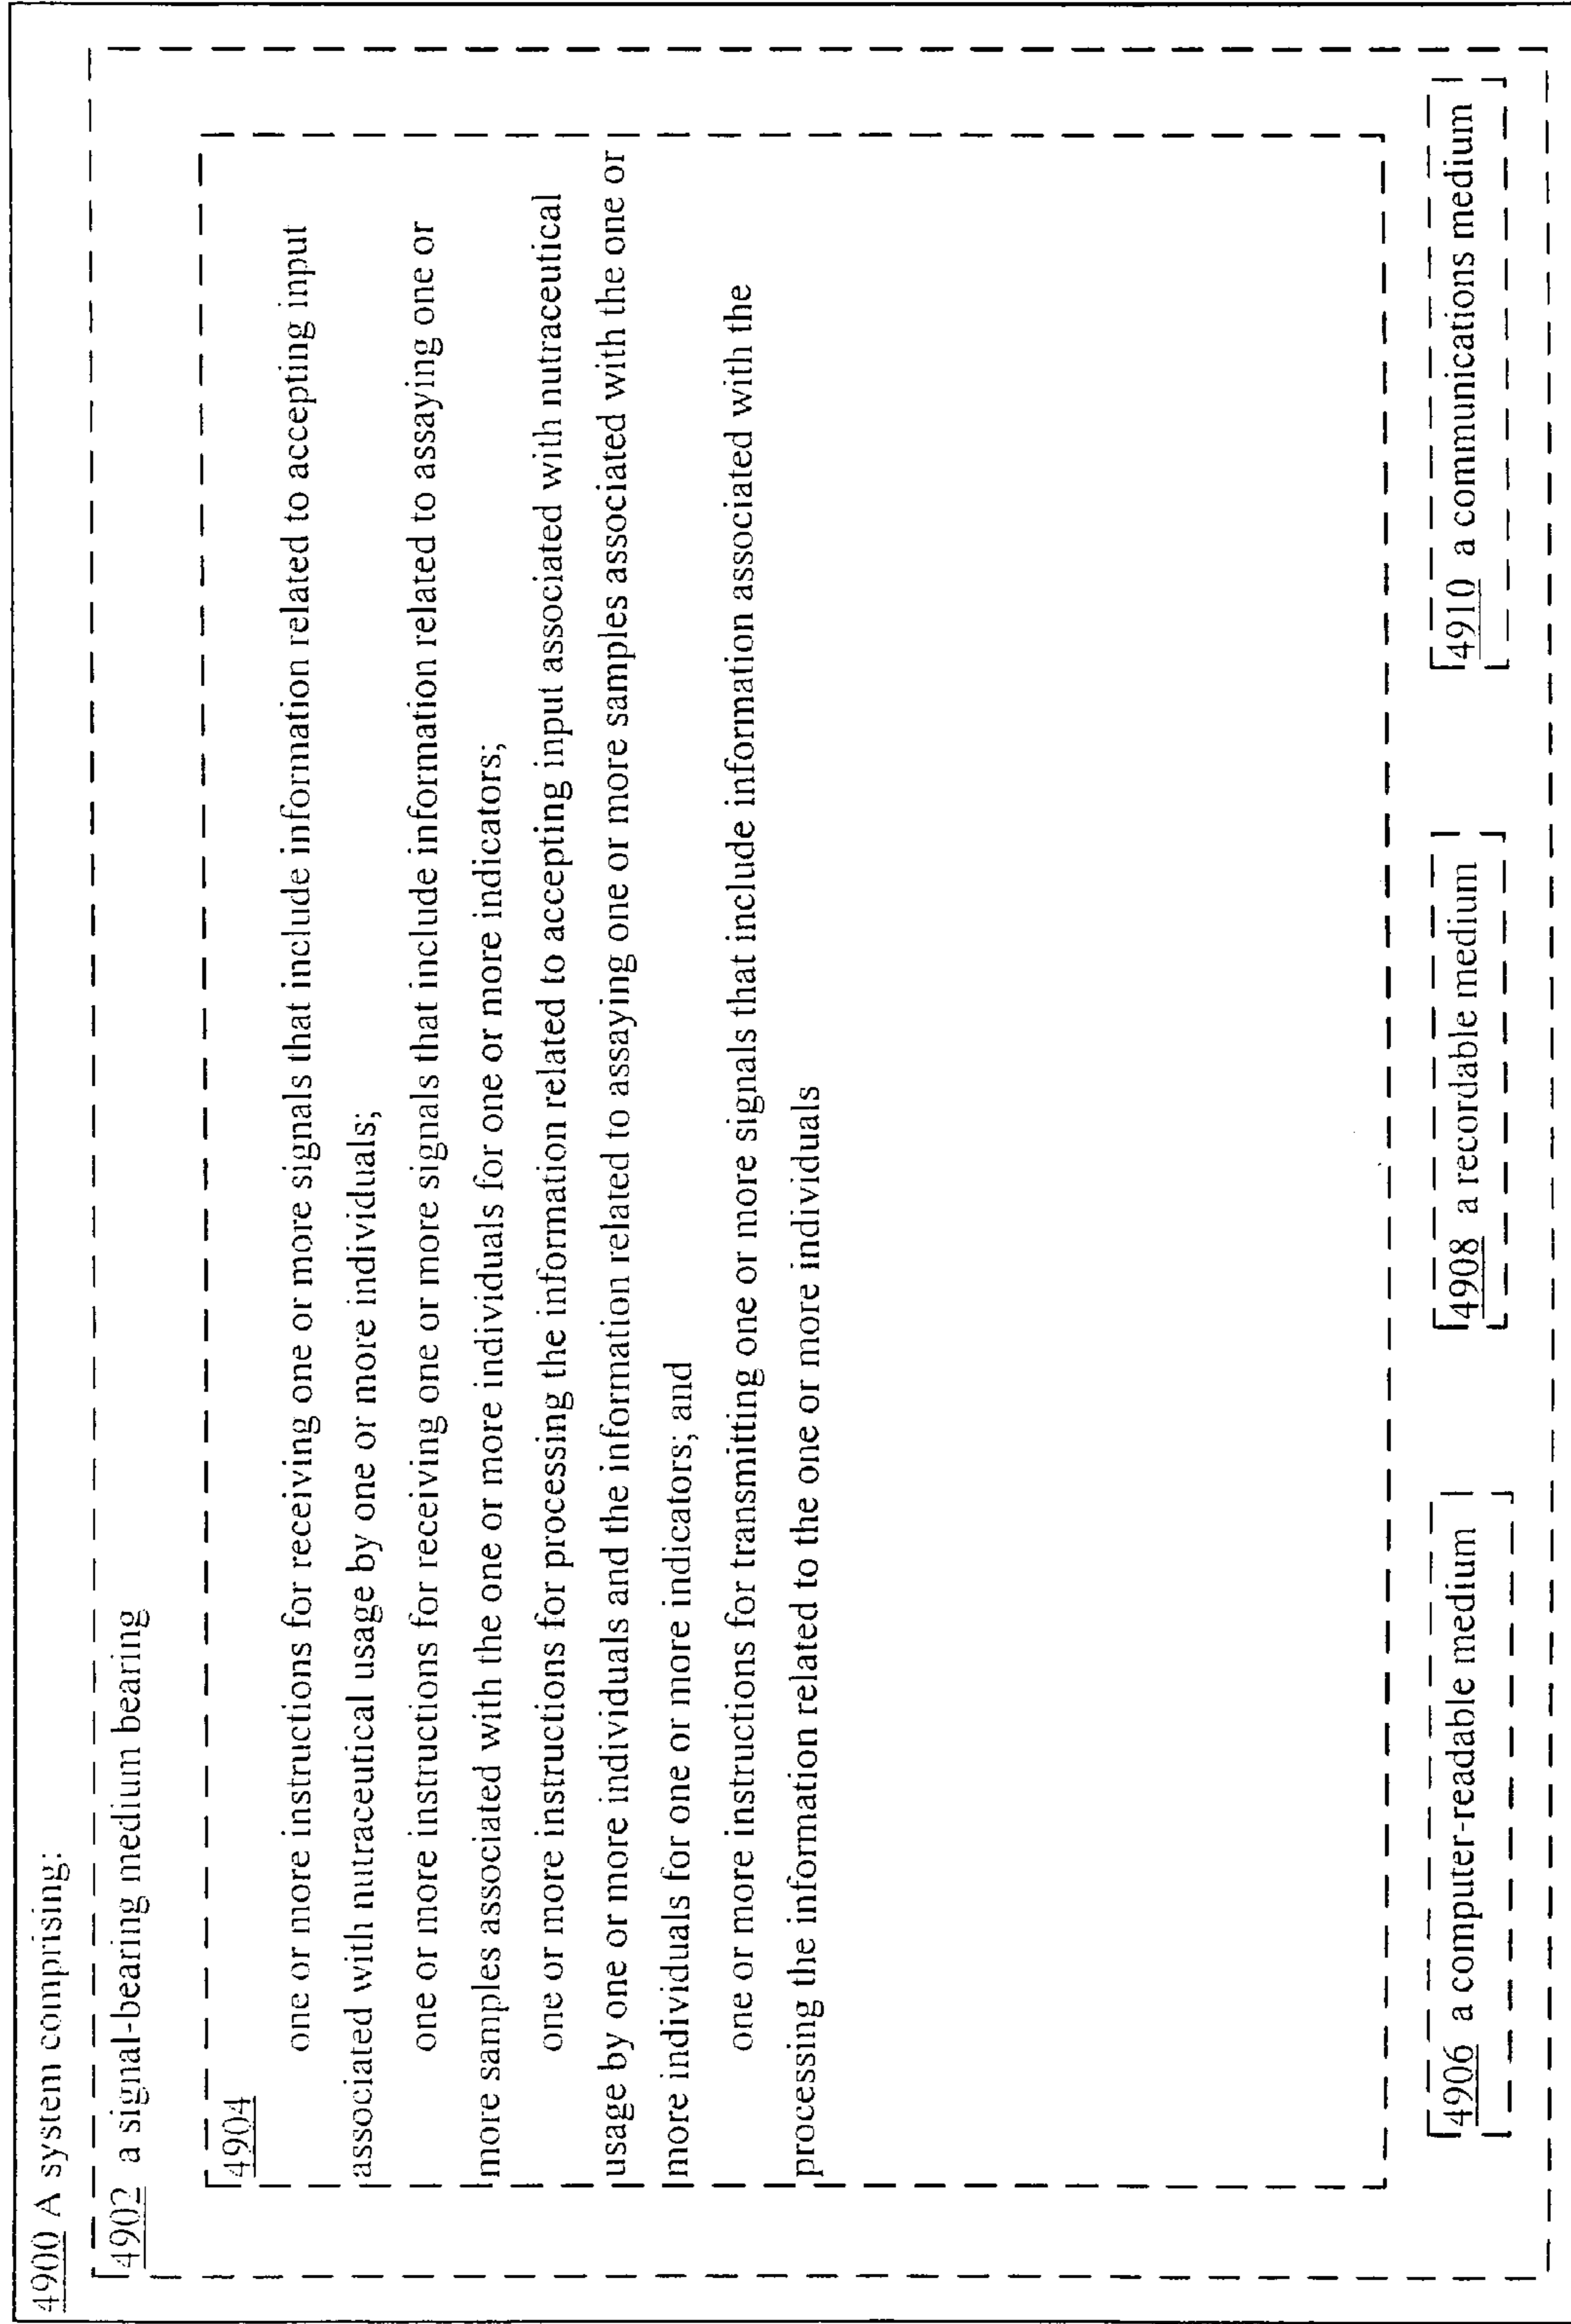 4900 A system comprising:
4902 a signal-bearing medium bearing
4904
one or more instructions for receiving one or more signals that include information related to accepting input
associated with nutraceutical usage by one or more individuals;
one or more instructions for receiving one or more signals that include information related to assaying one or
more samples associated with the one or more individuals for one or more indicators;
one or more instructions for processing the information related to accepting input associated with nutraceutical
usage by one or more individuals and the information related to assaying one or more samples associated with the one or
more individuals for one or more indicators; and
one or more instructions for transmitting one or more signals that include information associated with the
processing the information related to the one or more individuals
4906 a computer-readable medium
4908 a recordable medium
4910 a communications medium